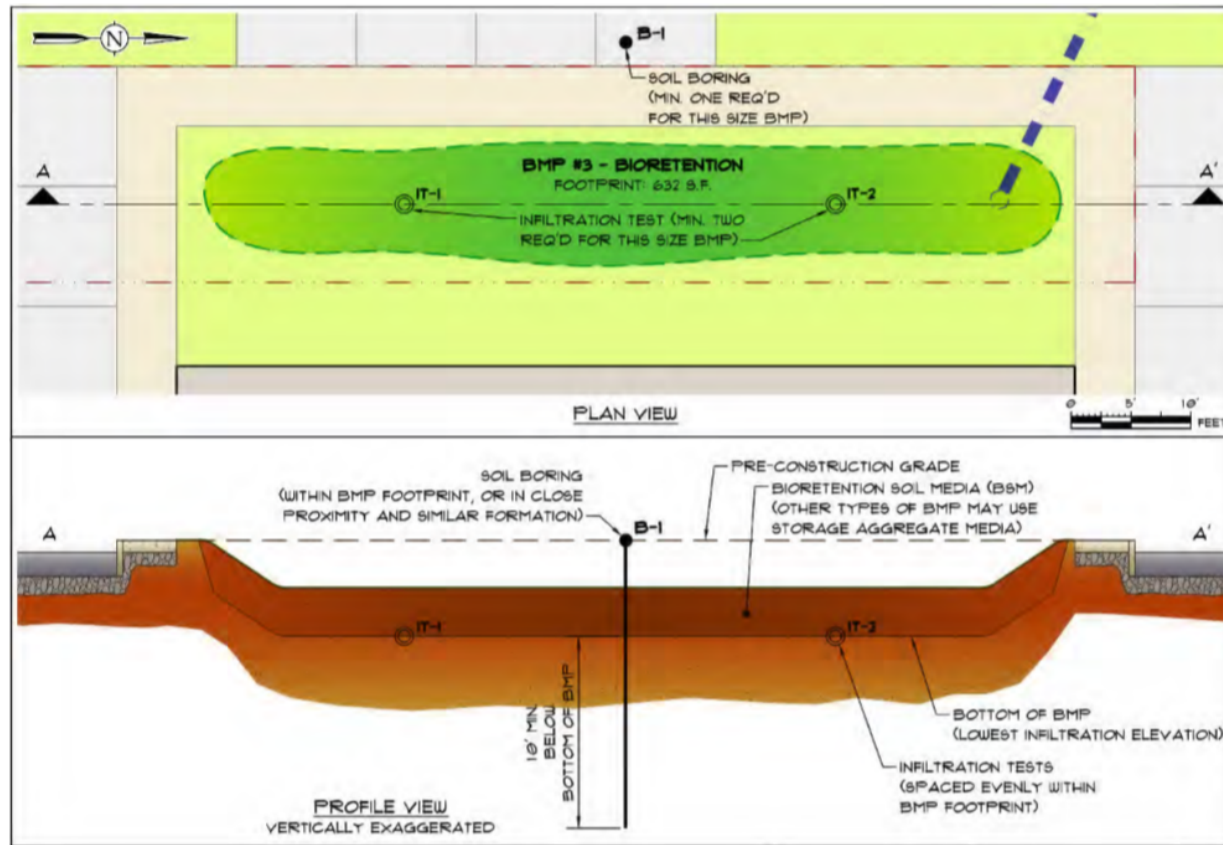 N
B-1
SOIL BORING
(MIN. ONE REQ'D
FOR THIS SIZE BMP)
A
A'
BMP #3 - BIORETENTION
FOOTPRINT: 632 S.F.
IT-1
IT-2
INFILTRATION TEST (MIN. TWO
REQ'D FOR THIS SIZE BMP)
PLAN VIEW
0' 5' 10'
FEET
SOIL BORING
(WITHIN BMP FOOTPRINT, OR IN CLOSE
PROXIMITY AND SIMILAR FORMATION)
B-1
PRE-CONSTRUCTION GRADE
BIORETENTION SOIL MEDIA (BSM)
(OTHER TYPES OF BMP MAY USE
STORAGE AGGREGATE MEDIA)
A
A'
IT-1
IT-2
10' MIN.
BELOW
BOTTOM OF BMP
BOTTOM OF BMP
(LOWEST INFILTRATION ELEVATION)
INFILTRATION TESTS
(SPACED EVENLY WITHIN
BMP FOOTPRINT)
PROFILE VIEW
VERTICALLY EXAGGERATED